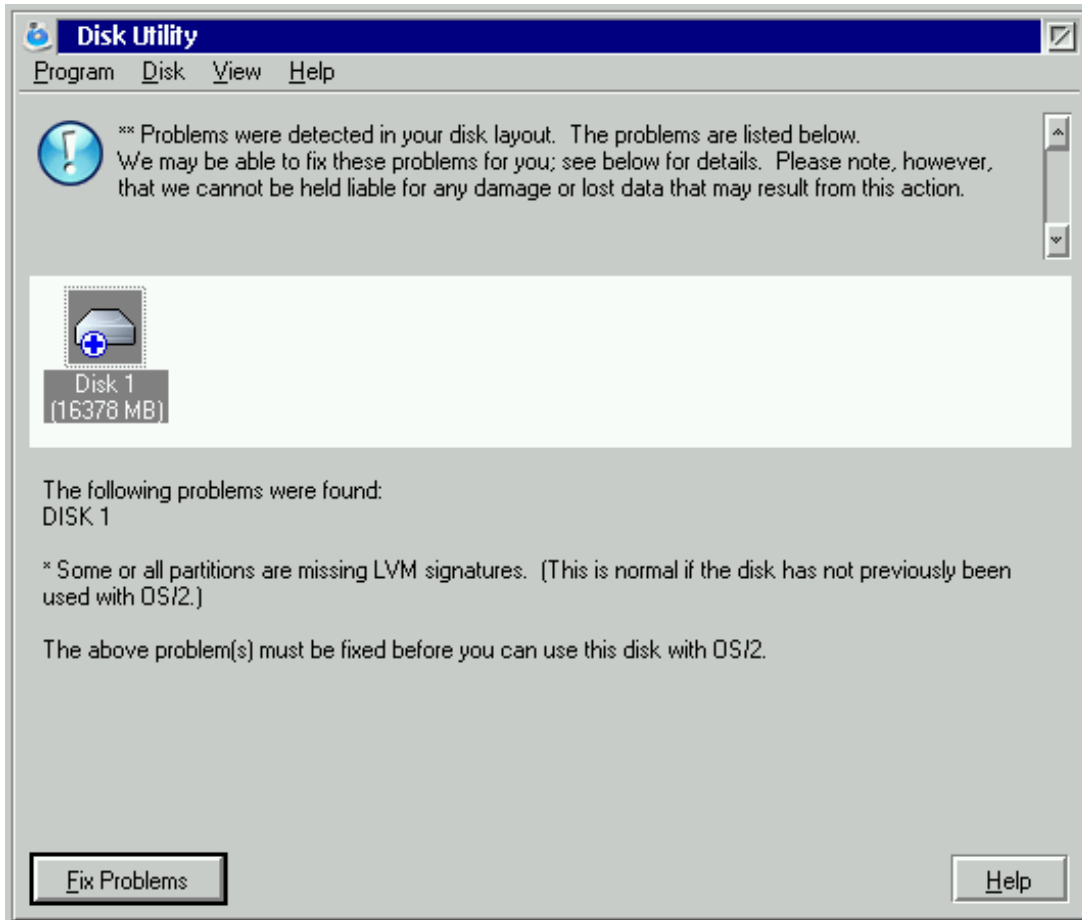 Disk Utility
Program Disk View Help
** Problems were detected in your disk layout. The problems are listed below.
We may be able to fix these problems for you; see below for details. Please note, however,
that we cannot be held liable for any damage or lost data that may result from this action.
Disk 1
(16378 MB)
The following problems were found:
DISK 1
* Some or all partitions are missing LVM signatures. (This is normal if the disk has not previously been
used with OS/2.)
The above problem(s) must be fixed before you can use this disk with OS/2.
Fix Problems
Help